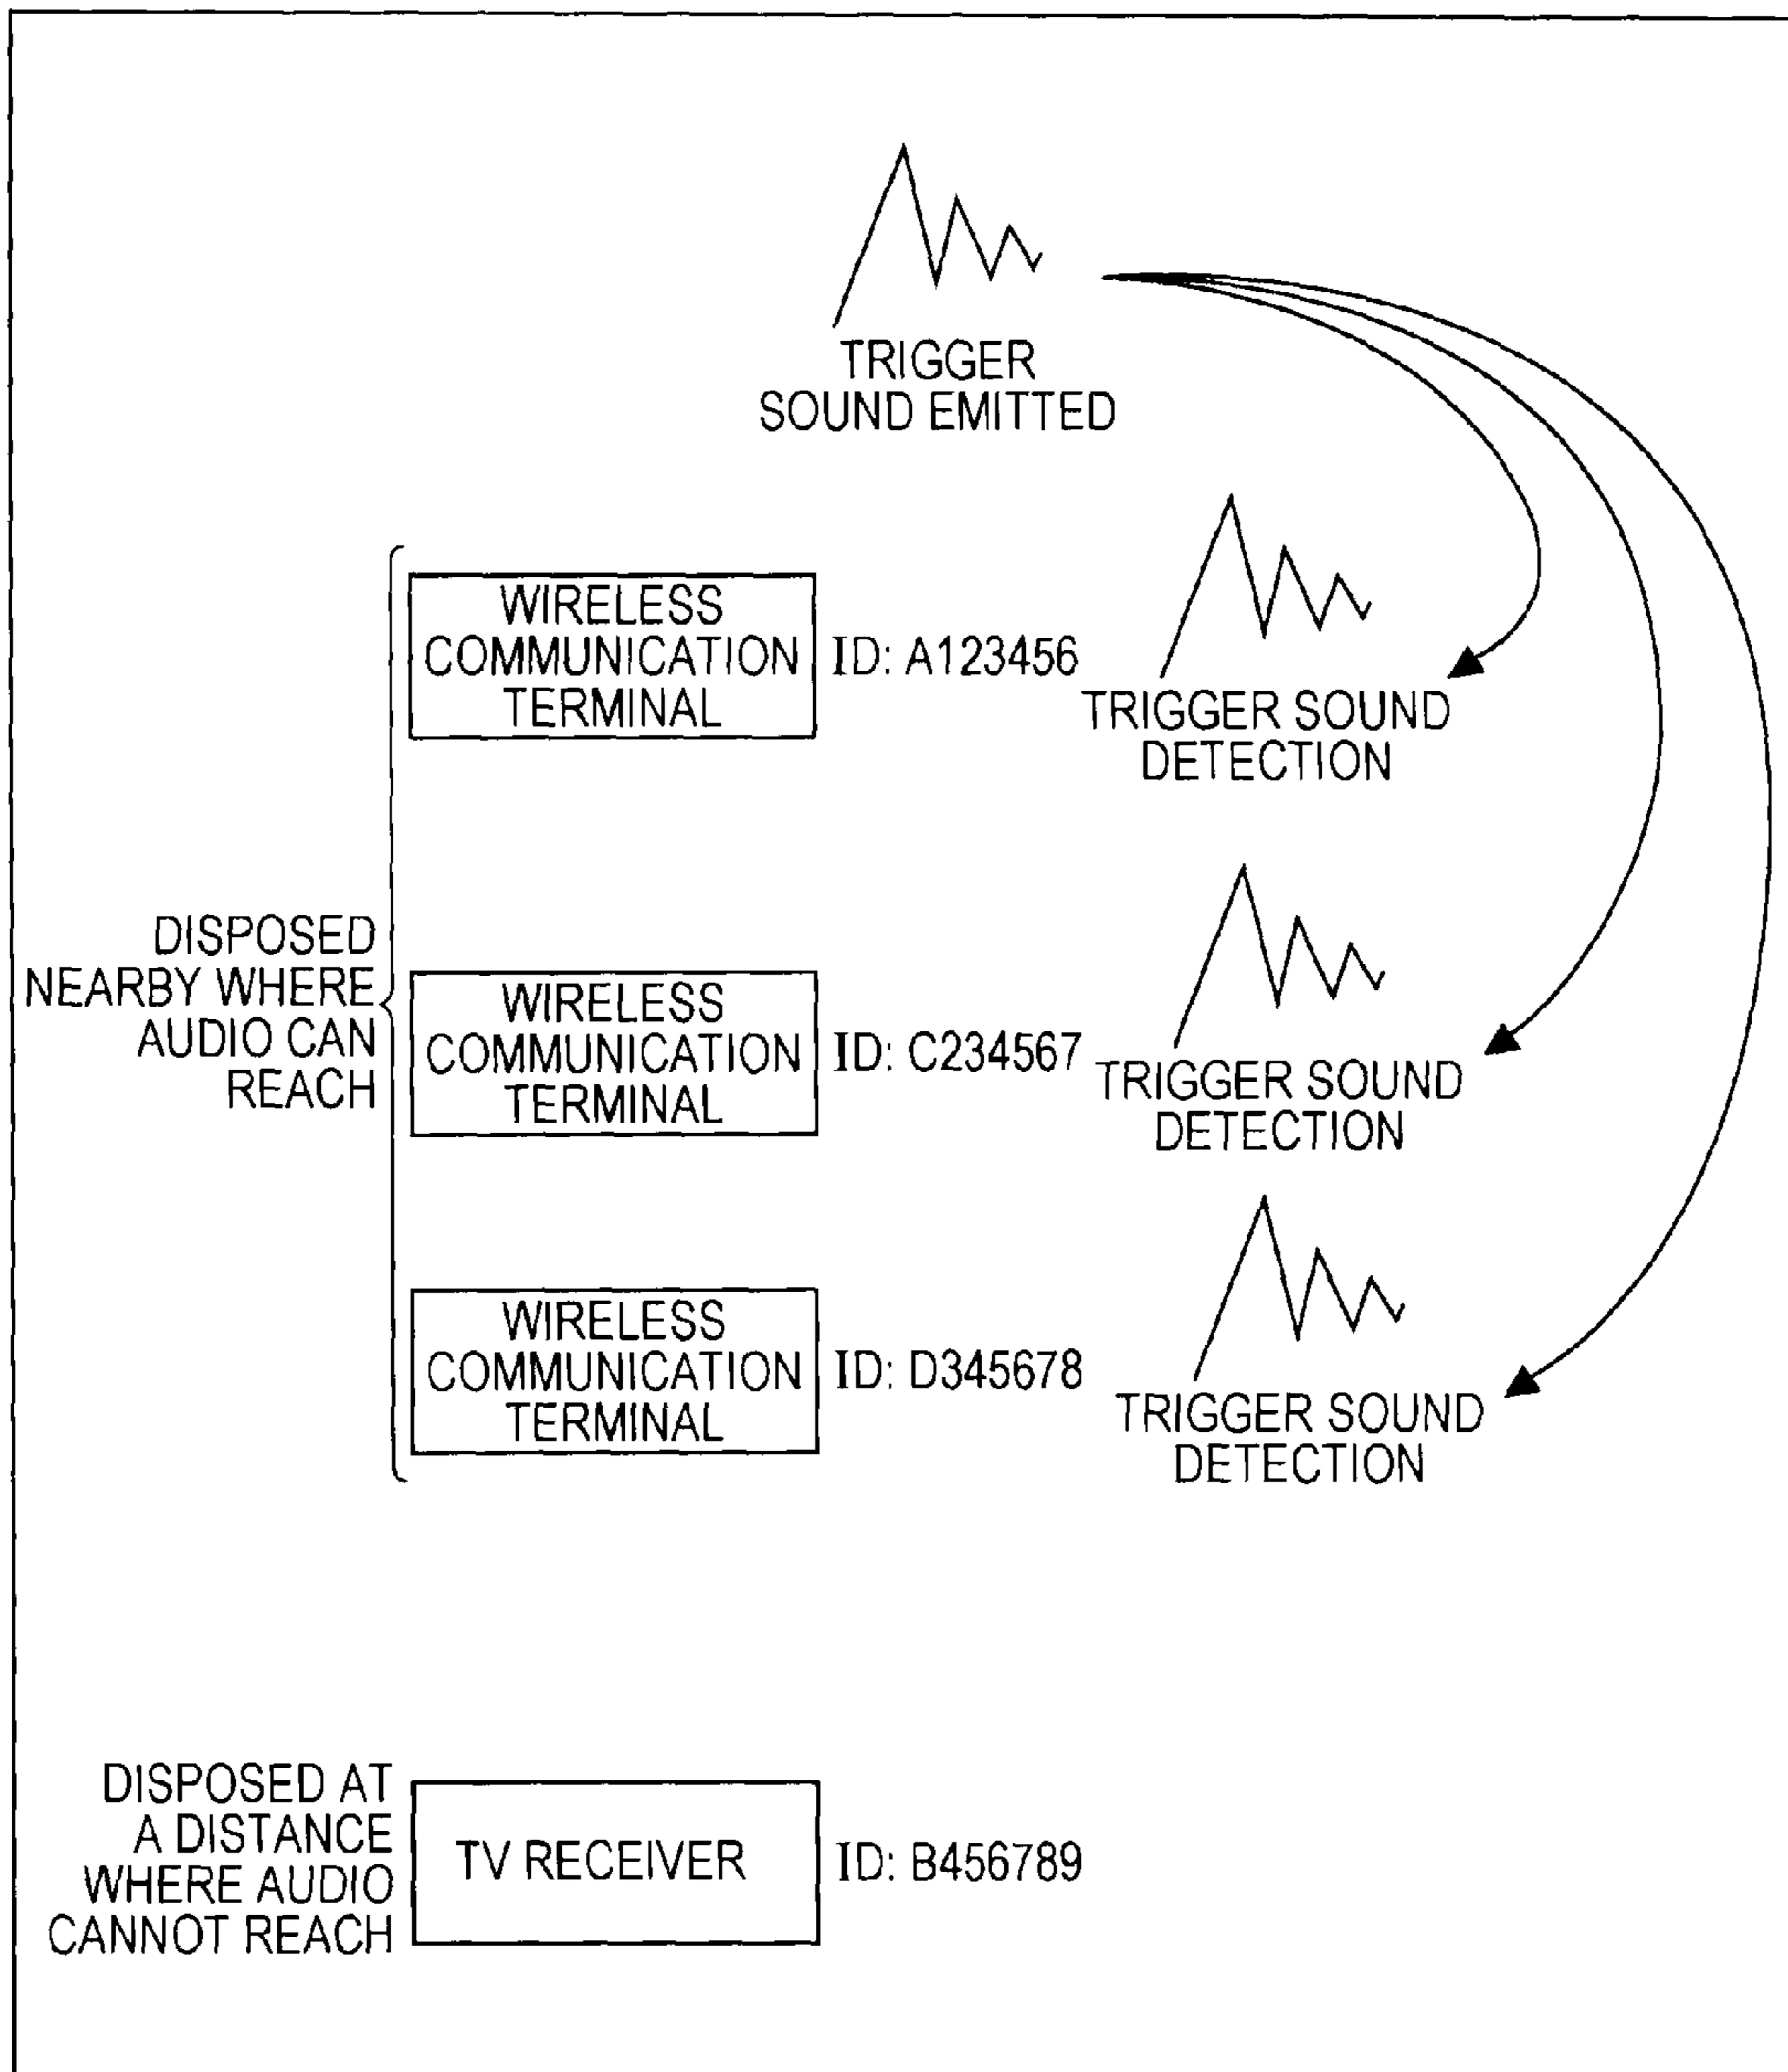 TRIGGER
SOUND EMITTED
WIRELESS
COMMUNICATION
TERMINAL
ID: A123456
TRIGGER SOUND
DETECTION
DISPOSED
NEARBY WHERE
AUDIO CAN
REACH
WIRELESS
COMMUNICATION
TERMINAL
ID: C234567
TRIGGER SOUND
DETECTION
WIRELESS
COMMUNICATION
TERMINAL
ID: D345678
TRIGGER SOUND
DETECTION
DISPOSED AT
A DISTANCE
WHERE AUDIO
CANNOT REACH
TV RECEIVER
ID: B456789